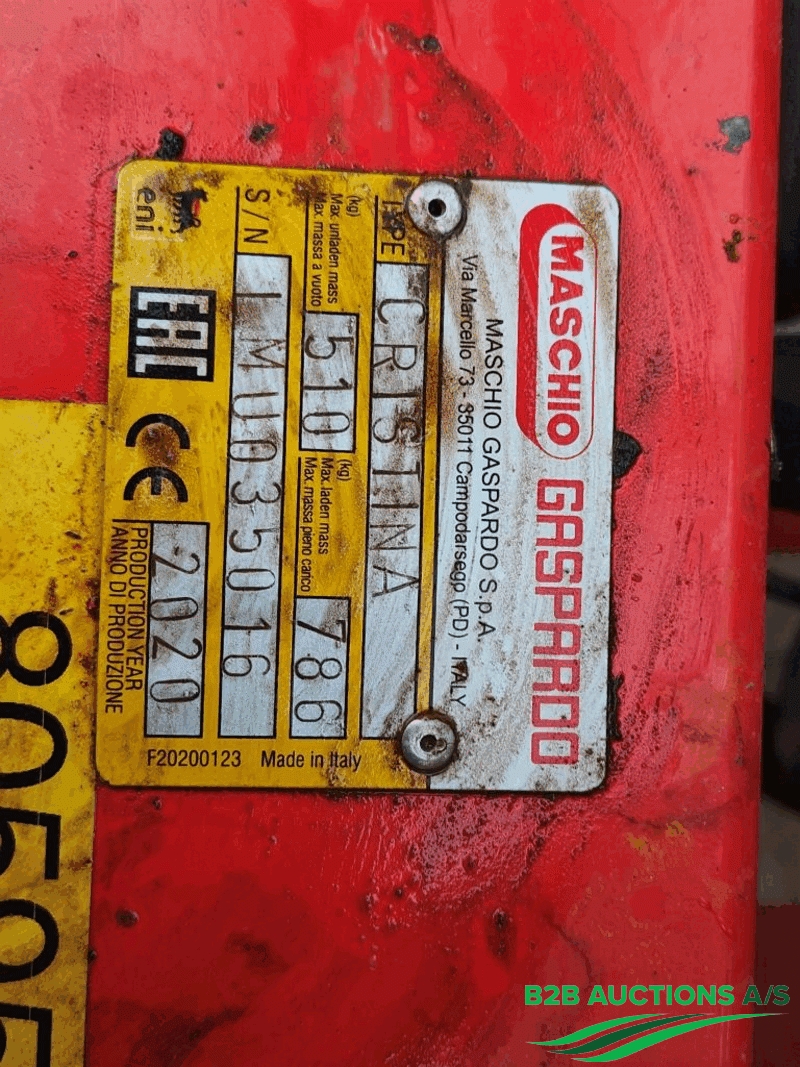 MASCHIO GASPARDO
MASCHIO GASPARDO S.p.A.
Via Marcello 73 - 35011 Campodarsego (PD) - ITALY
TYPE CRISTINA
(kg) Max. unladen mass Max. massa a vuoto 510 (kg) Max. laden mass Max. massa pieno carico 786
S/N LMU035016
eni EAC CE PRODUCTION YEAR ANNO DI PRODUZIONE 2020
F20200123 Made in Italy
B2B AUCTIONS A/S